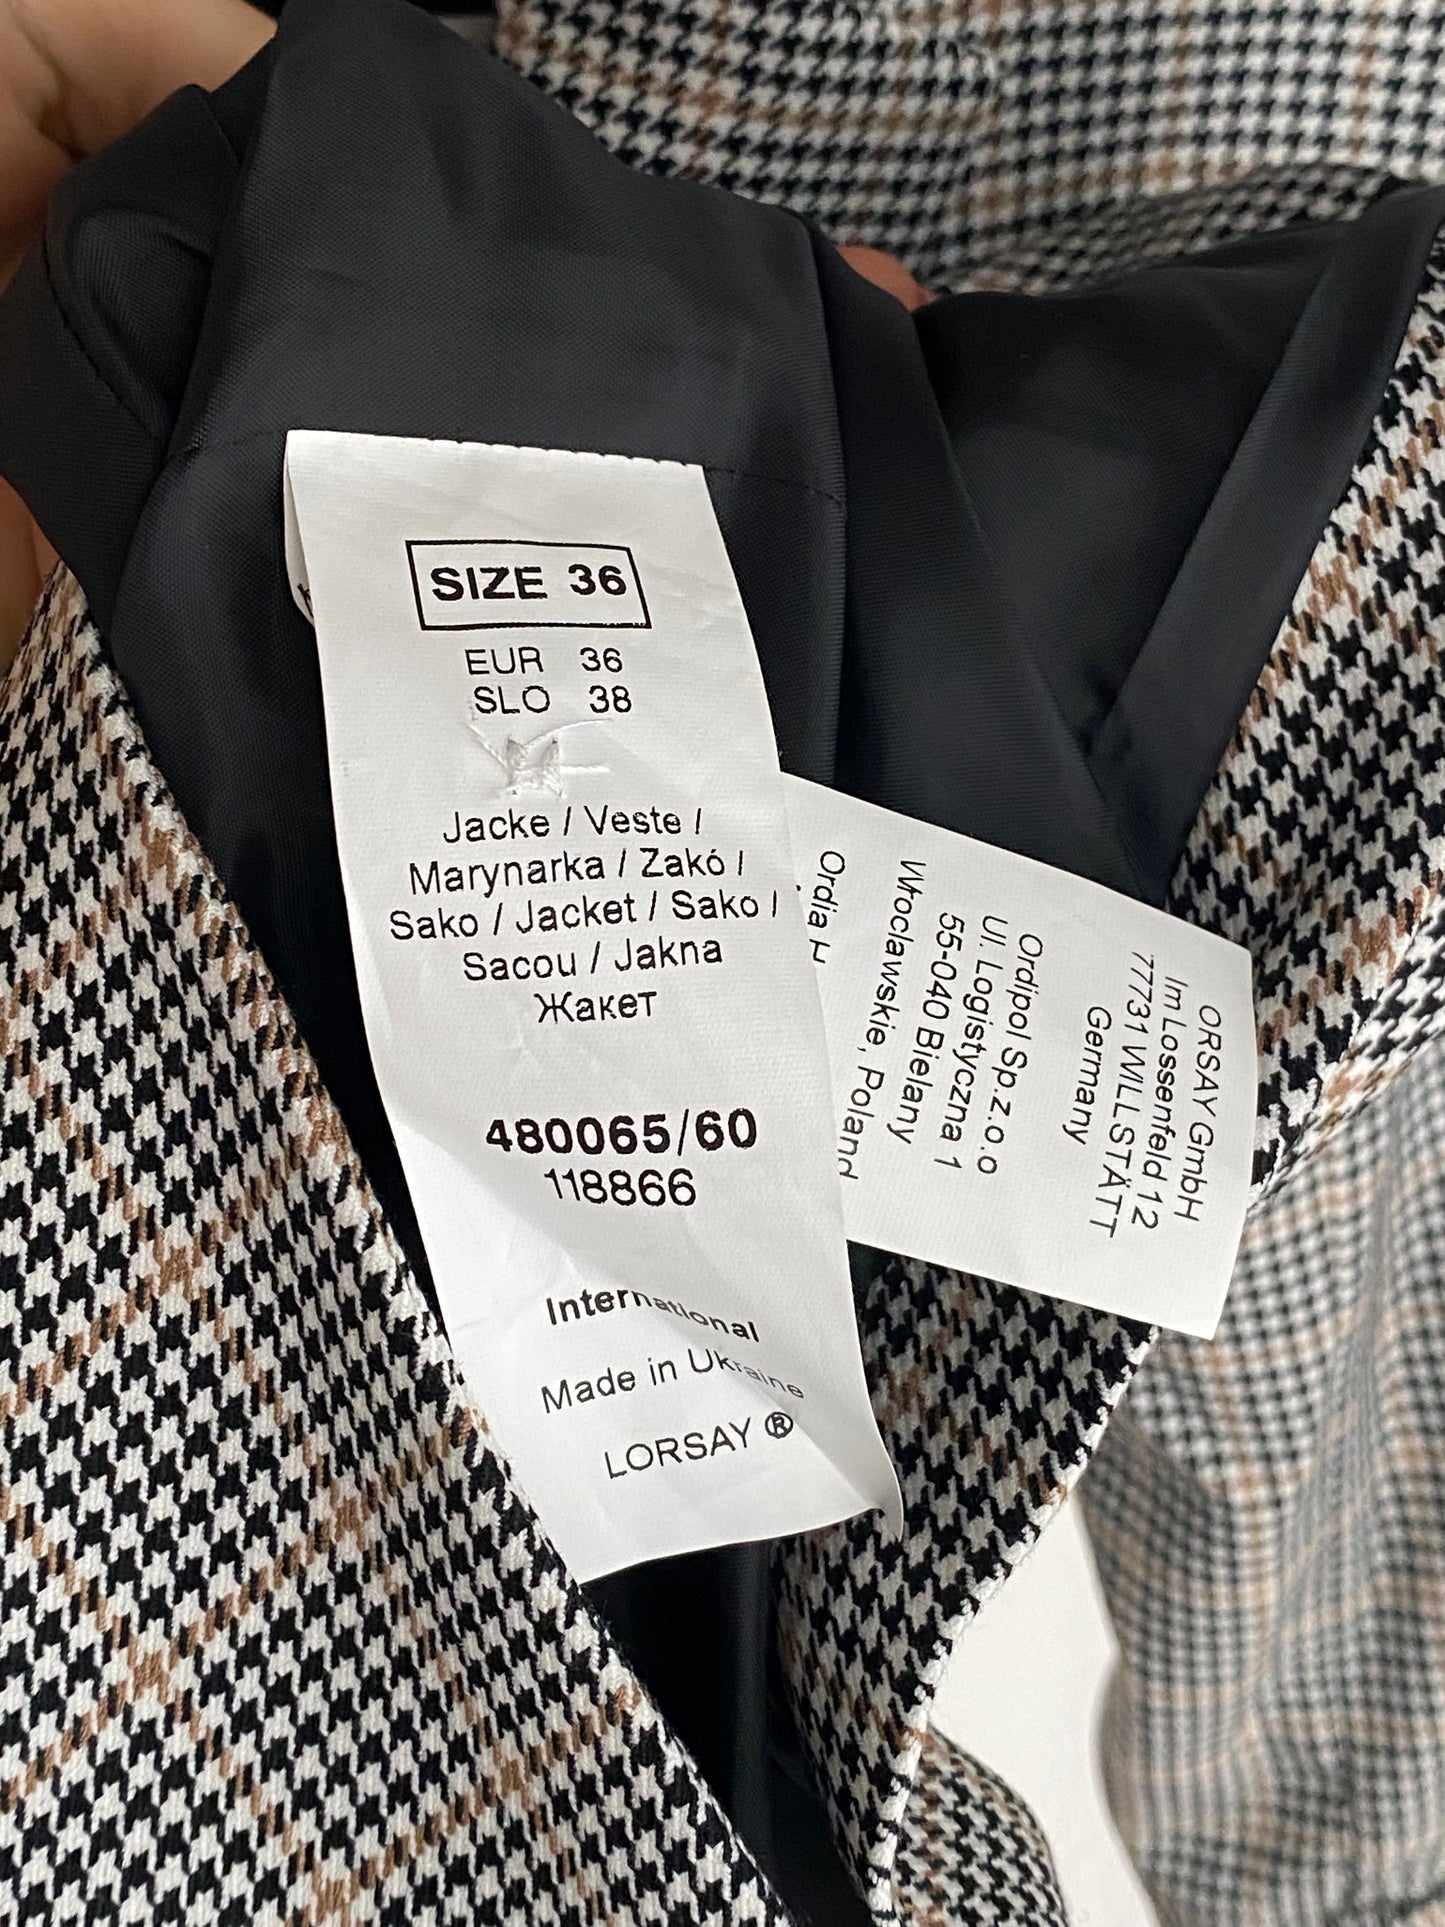 SIZE 36
EUR 36
SLO 38
Jacke / Veste /
Marynarka / Zakó /
Sako / Jacket / Sako /
Sacou / Jakna
Жакет
480065/60
118866
International
Made in Ukraine
LORSAY ®
ORSAY GmbH
Im Lossenfeld 12
77731 WILLSTÄTT
Germany
Ordipol Sp.z.o.o
Ul. Logistyczna 1
55-040 Bielany
Wrocławskie, Poland
Ordia